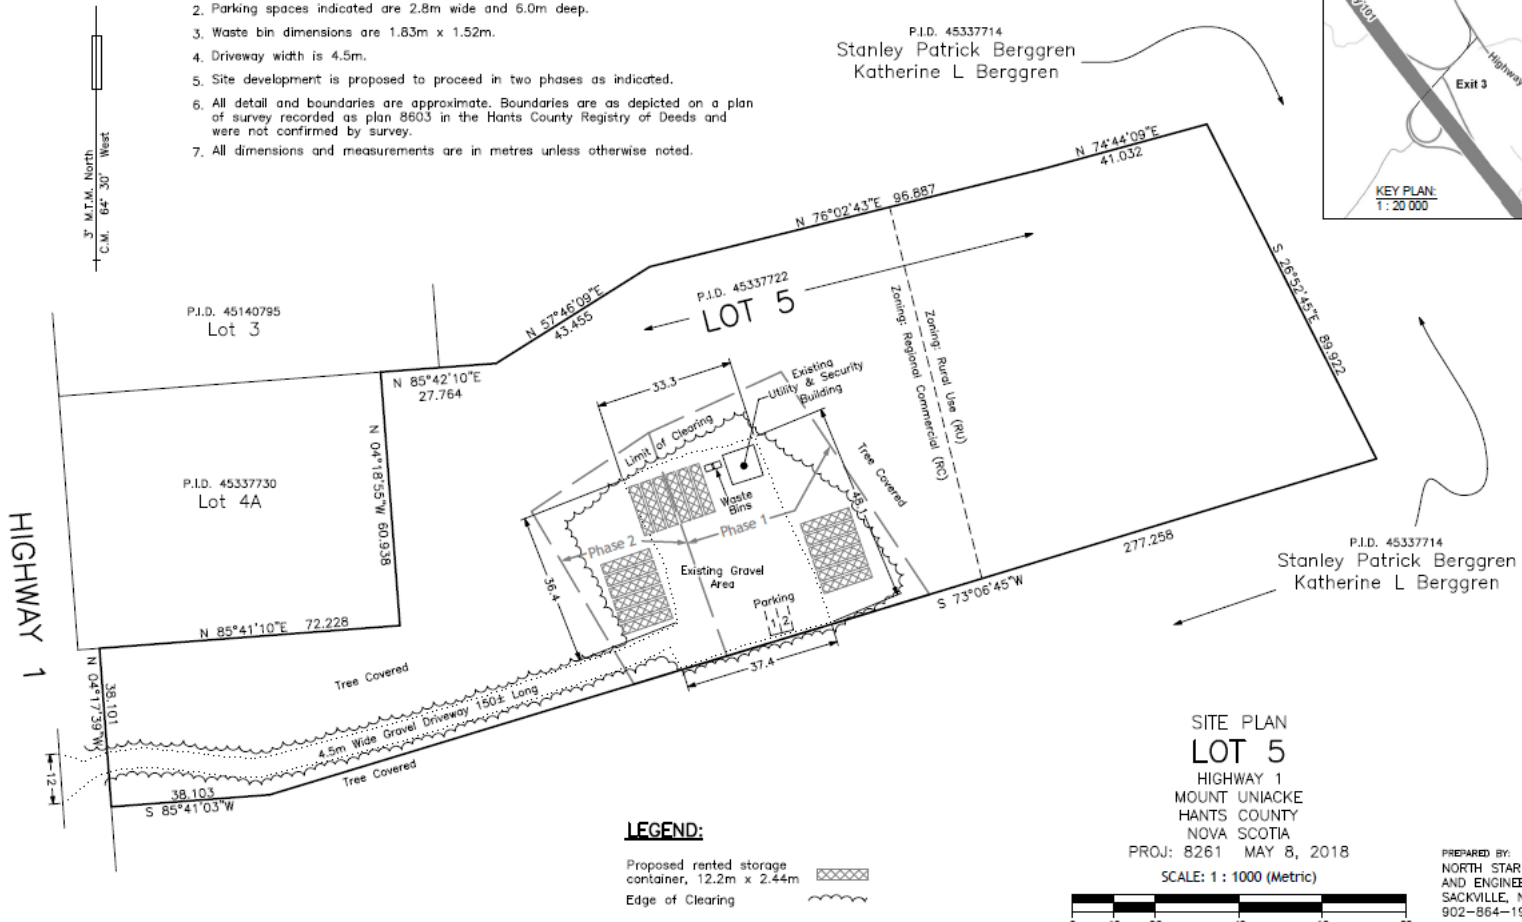 2. Parking spaces indicated are 2.8m wide and 6.0m deep.
3. Waste bin dimensions are 1.83m x 1.52m.
4. Driveway width is 4.5m.
5. Site development is proposed to proceed in two phases as indicated.
6. All detail and boundaries are approximate. Boundaries are as depicted on a plan
of survey recorded as plan 8603 in the Hants County Registry of Deeds and
were not confirmed by survey.
7. All dimensions and measurements are in metres unless otherwise noted.
3° M.T.M. North
C.M. 64° 30' West
P.I.D. 45337714
Stanley Patrick Berggren
Katherine L Berggren
Highway
Exit 3
KEY PLAN:
1 : 20 000
N 74°44'09"E
41.032
N 76°02'43"E 96.887
S 26°52'45"E 89.922
P.I.D. 45337722
LOT 5
N 57°46'09"E
43.455
Zoning: Rural Use (RU)
Zoning: Regional Commercial (RC)
P.I.D. 45140795
Lot 3
N 85°42'10"E
27.764
33.3
Existing
Utility & Security
Building
Limit of Clearing
Tree Covered
48.1
N 04°18'55"W 60.938
P.I.D. 45337730
Lot 4A
Waste
Bins
Phase 1
Phase 2
Existing Gravel
Area
36.4
Parking
1 2
37.4
HIGHWAY 1
N 85°41'10"E 72.228
N 04°17'39"W
38.101
Tree Covered
4.5m Wide Gravel Driveway 150± Long
Tree Covered
12
38.103
S 85°41'03"W
277.258
S 73°06'45"W
P.I.D. 45337714
Stanley Patrick Berggren
Katherine L Berggren
SITE PLAN
LOT 5
HIGHWAY 1
MOUNT UNIACKE
HANTS COUNTY
NOVA SCOTIA
PROJ: 8261 MAY 8, 2018
SCALE: 1 : 1000 (Metric)
LEGEND:
Proposed rented storage
container, 12.2m x 2.44m
Edge of Clearing
PREPARED BY:
NORTH STAR
AND
SACKVILLE,
902-864-19